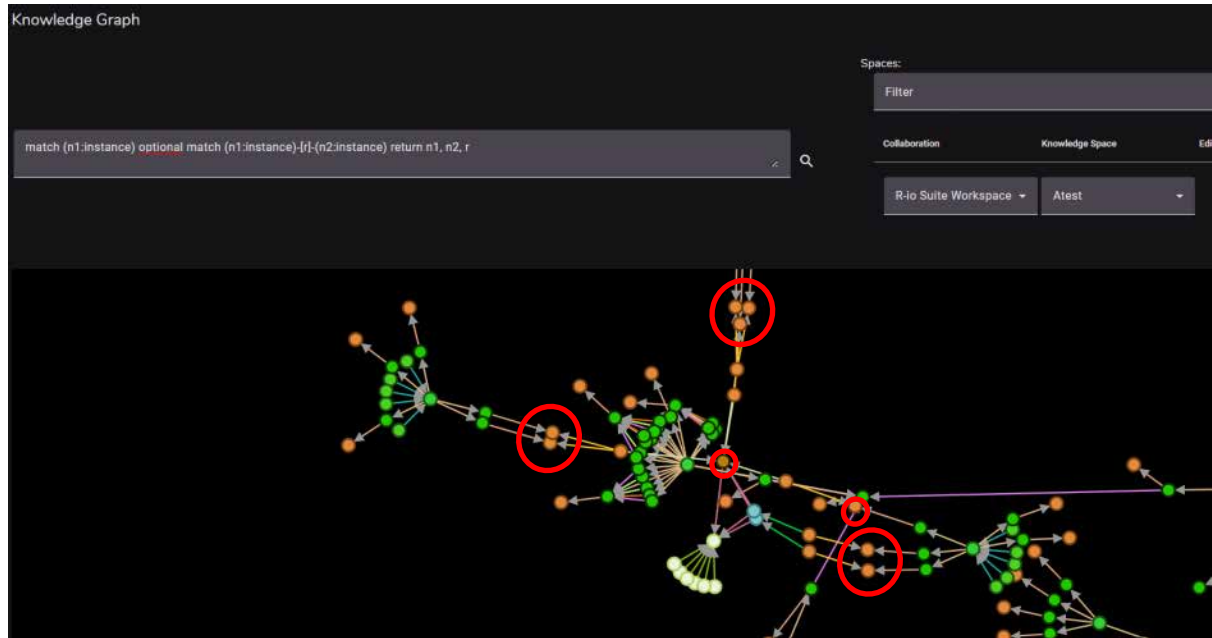 Knowledge Graph
Spaces:
Filter
match (n1:instance) optional match (n1:instance)-[r]-(n2:instance) return n1, n2, r
Collaboration Knowledge Space Edi
R-io Suite Workspace Atest